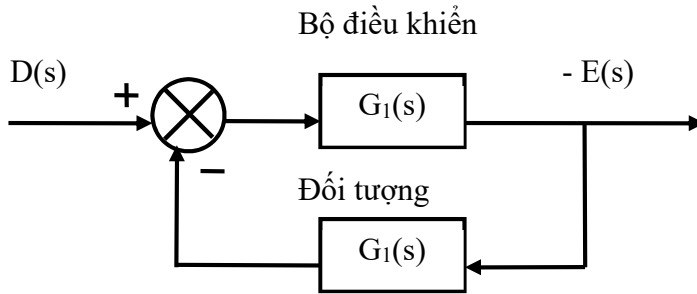 Bộ điều khiển
D(s)
- E(s)
+
G₁(s)
−
Đối tượng
G₁(s)